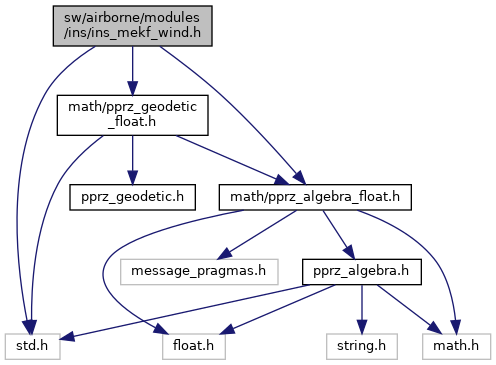 sw/airborne/modules
/ins/ins_mekf_wind.h
math/pprz_geodetic
_float.h
pprz_geodetic.h
math/pprz_algebra_float.h
message_pragmas.h
pprz_algebra.h
std.h
float.h
string.h
math.h